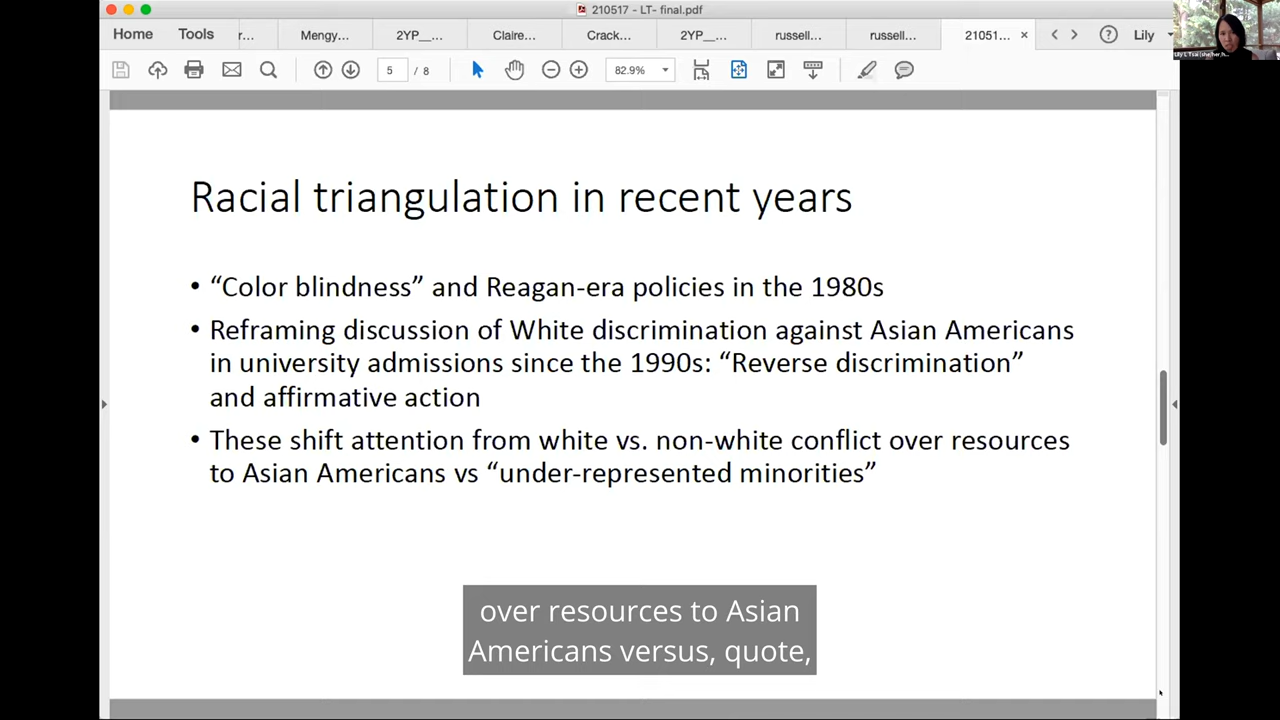 210517 - LT- final.pdf
Home Tools r... Mengy... 2YP__... Claire... Crack... 2YP__... russell... russell... 21051... × Lily
5 / 8 82.9%
Racial triangulation in recent years
• “Color blindness” and Reagan-era policies in the 1980s
• Reframing discussion of White discrimination against Asian Americans
in university admissions since the 1990s: “Reverse discrimination”
and affirmative action
• These shift attention from white vs. non-white conflict over resources
to Asian Americans vs “under-represented minorities”
over resources to Asian
Americans versus, quote,